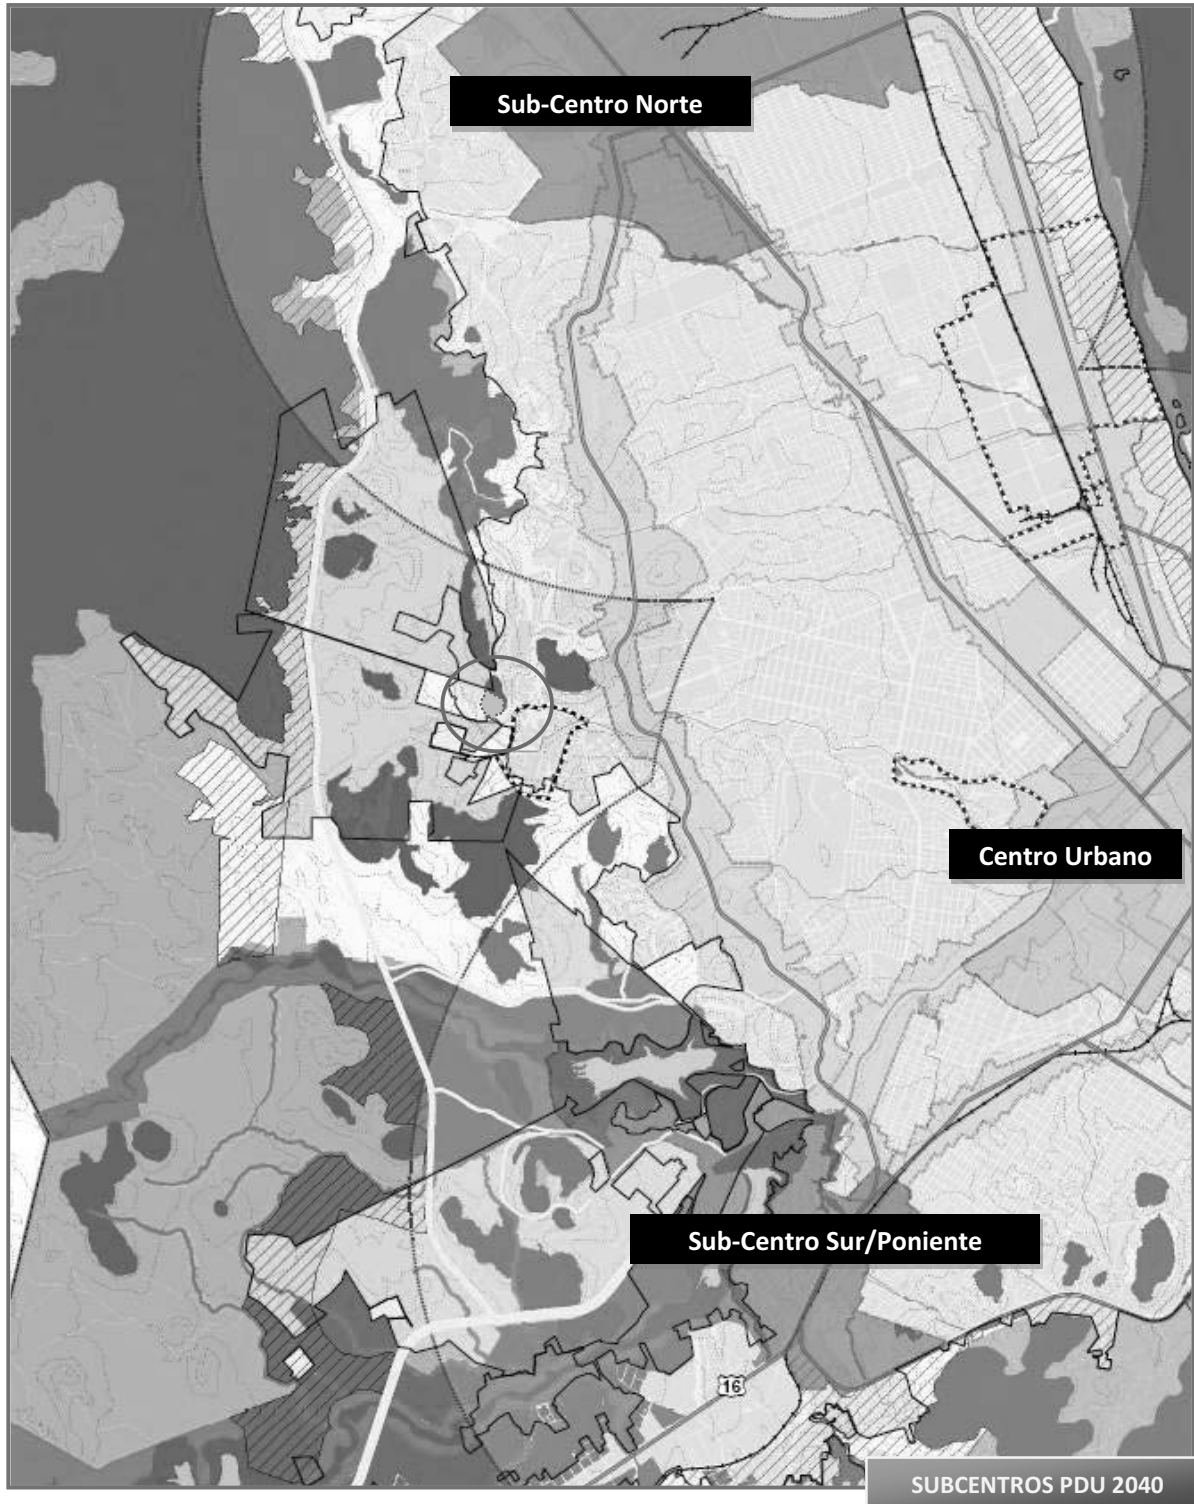 Sub-Centro Norte
Centro Urbano
Sub-Centro Sur/Poniente
16
SUBCENTROS PDU 2040